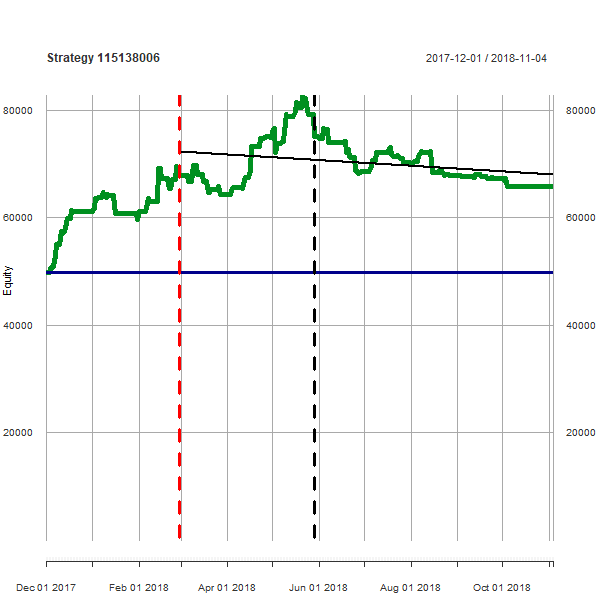 Strategy 115138006
2017-12-01 / 2018-11-04
80000
80000
60000
60000
Equity
40000
40000
20000
20000
Dec 01 2017
Feb 01 2018
Apr 01 2018
Jun 01 2018
Aug 01 2018
Oct 01 2018